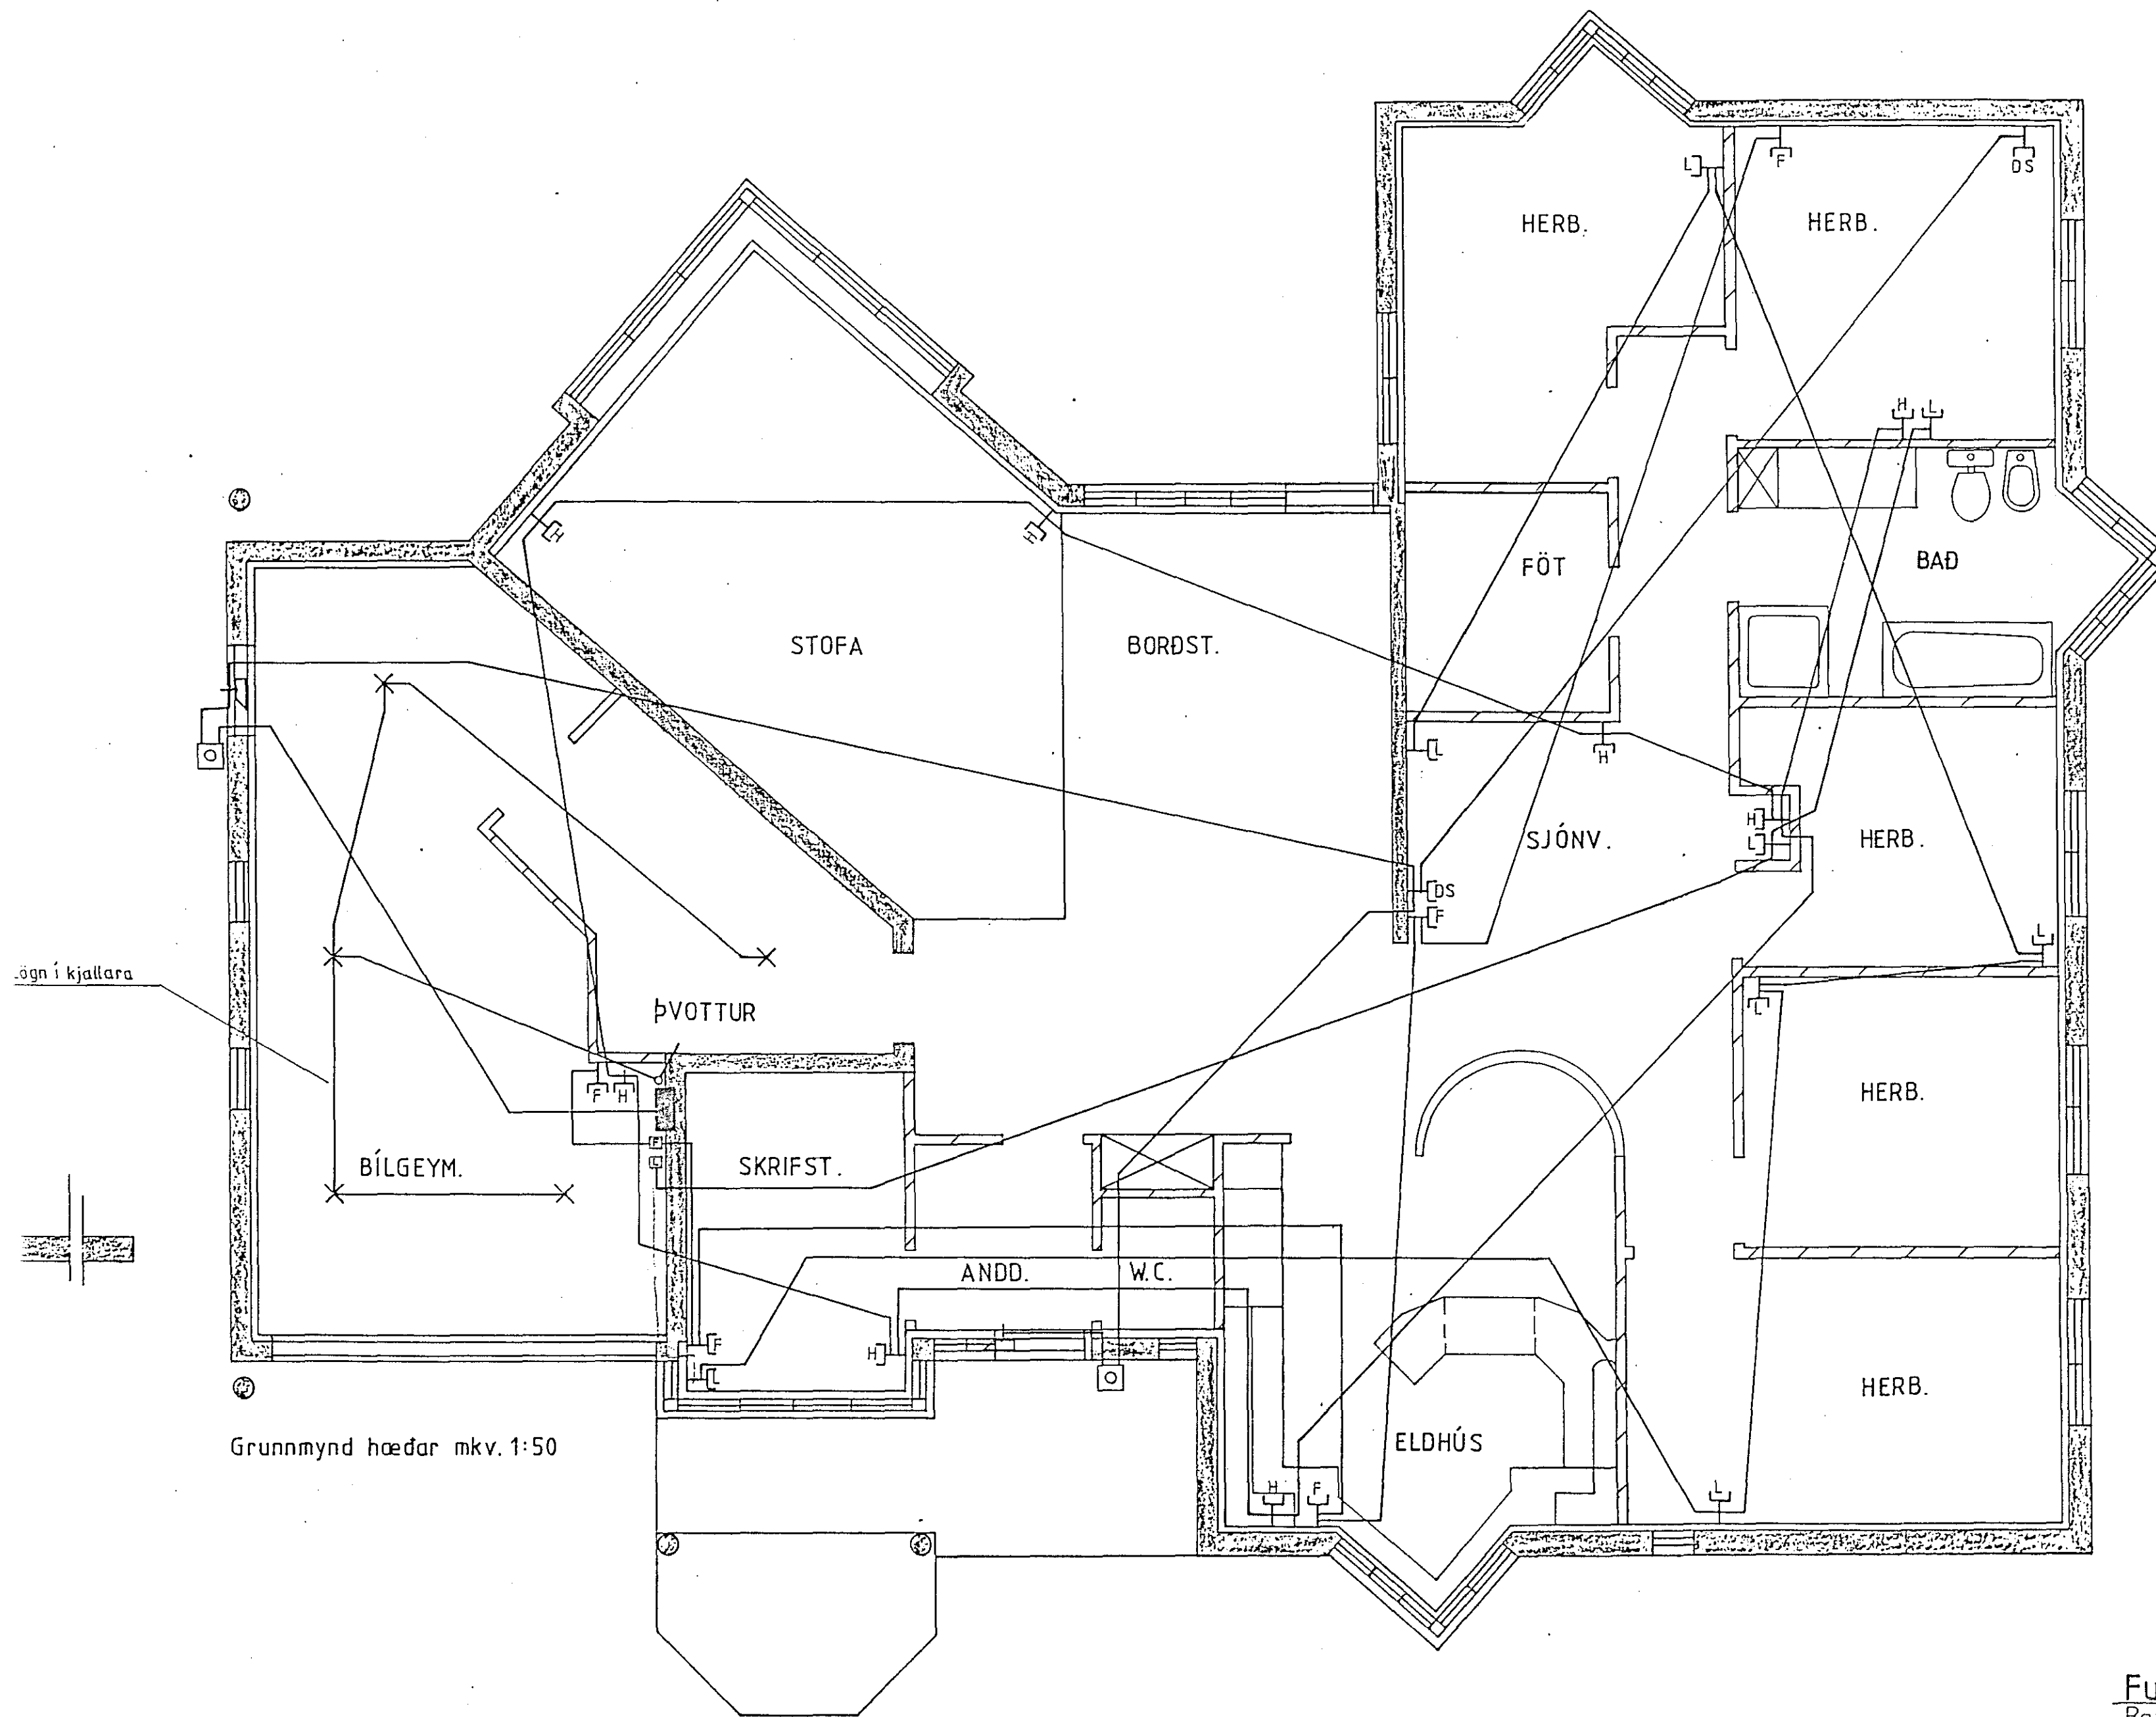 L
F
DS
HERB.
HERB.
H
L
H
H
FÖT
BAÐ
STOFA
BORÐST.
L
H
H
L
SJÓNV.
HERB.
DS
F
L
ögn í kjallara
L
ÞVOTTUR
F
H
HERB.
F
L
BÍLGEYM.
SKRIFST.
ANDD.
W.C.
F
H
L
HERB.
Grunnmynd hæðar mkv. 1:50
ELDHÚS
H
F
L
Fu